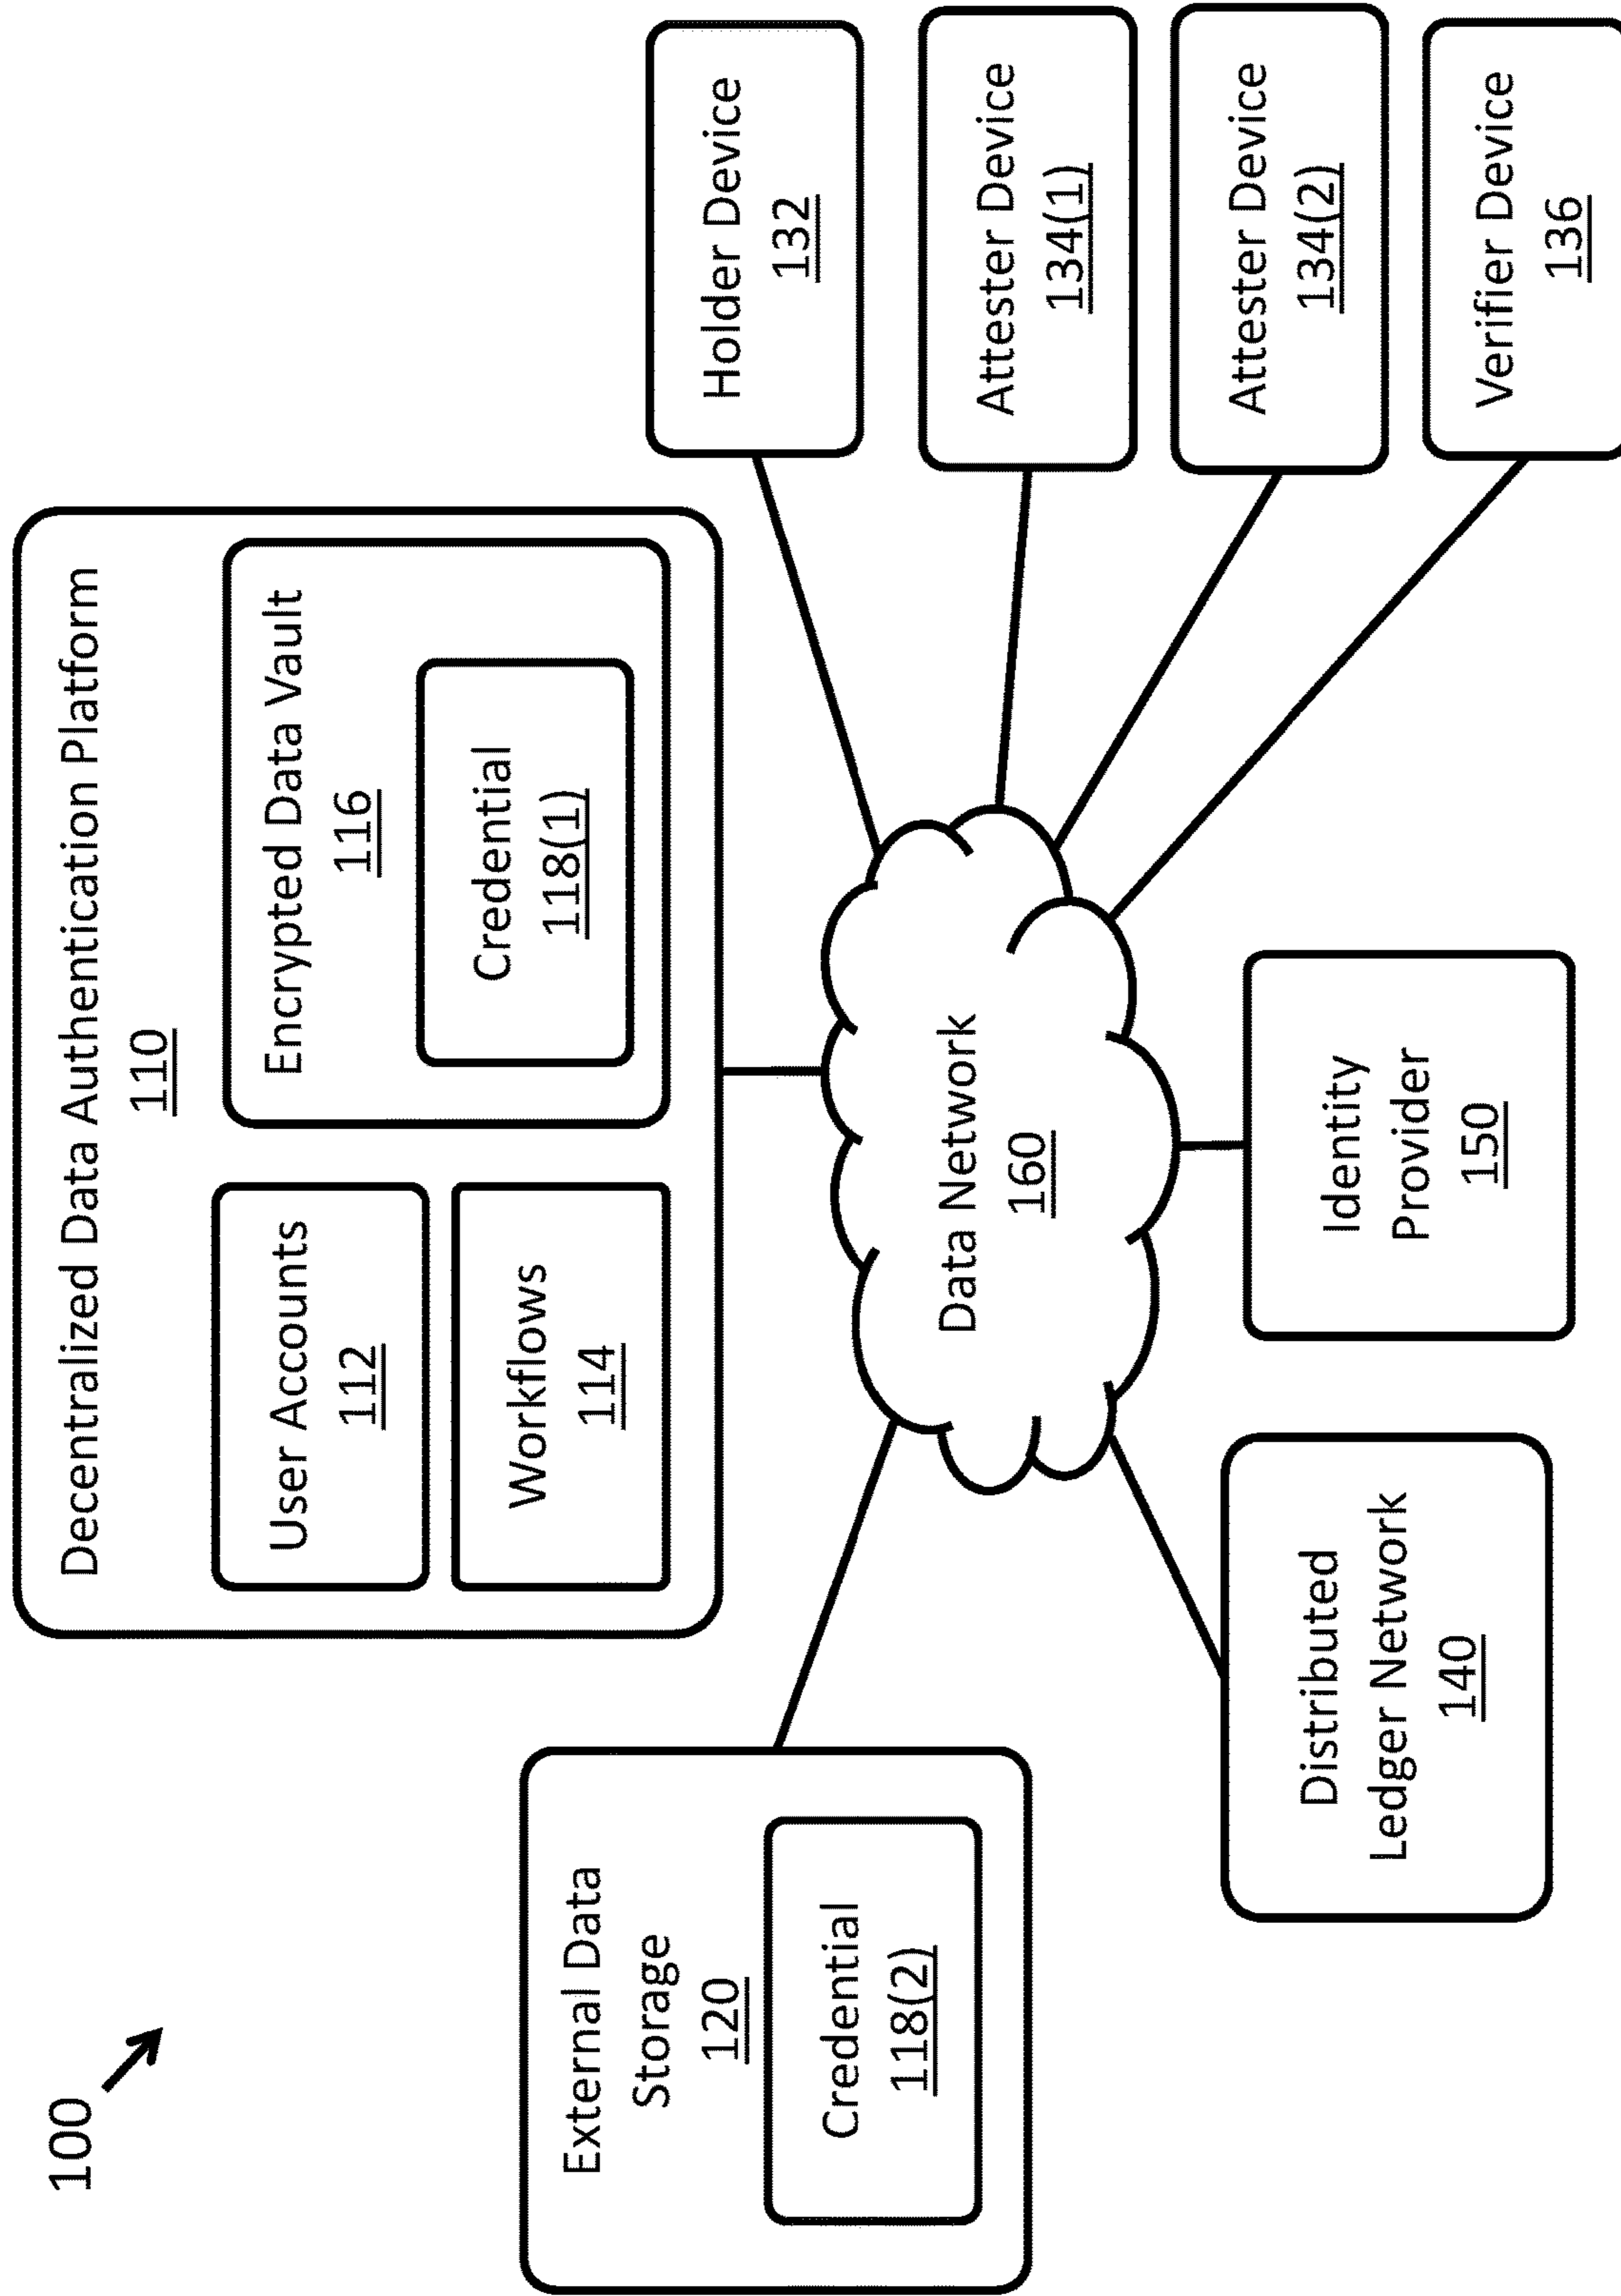 100
Decentralized Data Authentication Platform
110
User Accounts
112
Workflows
114
Encrypted Data Vault
116
Credential
118(1)
External Data
Storage
120
Credential
118(2)
Data Network
160
Holder Device
132
Attester Device
134(1)
Attester Device
134(2)
Verifier Device
136
Distributed
Ledger Network
140
Identity
Provider
150